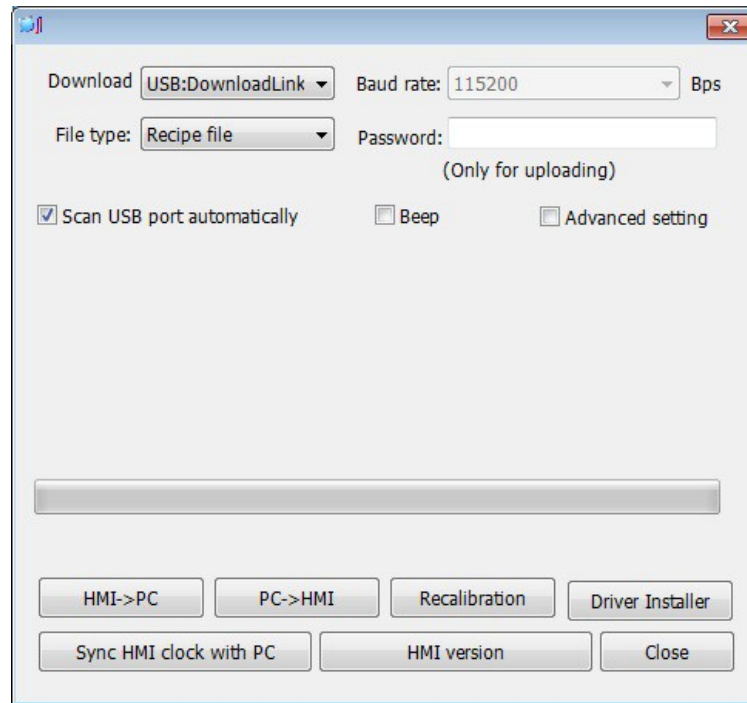 Download USB:DownloadLink Baud rate: 115200 Bps
File type: Recipe file Password:
(Only for uploading)
Scan USB port automatically Beep Advanced setting
HMI->PC PC->HMI Recalibration Driver Installer
Sync HMI clock with PC HMI version Close